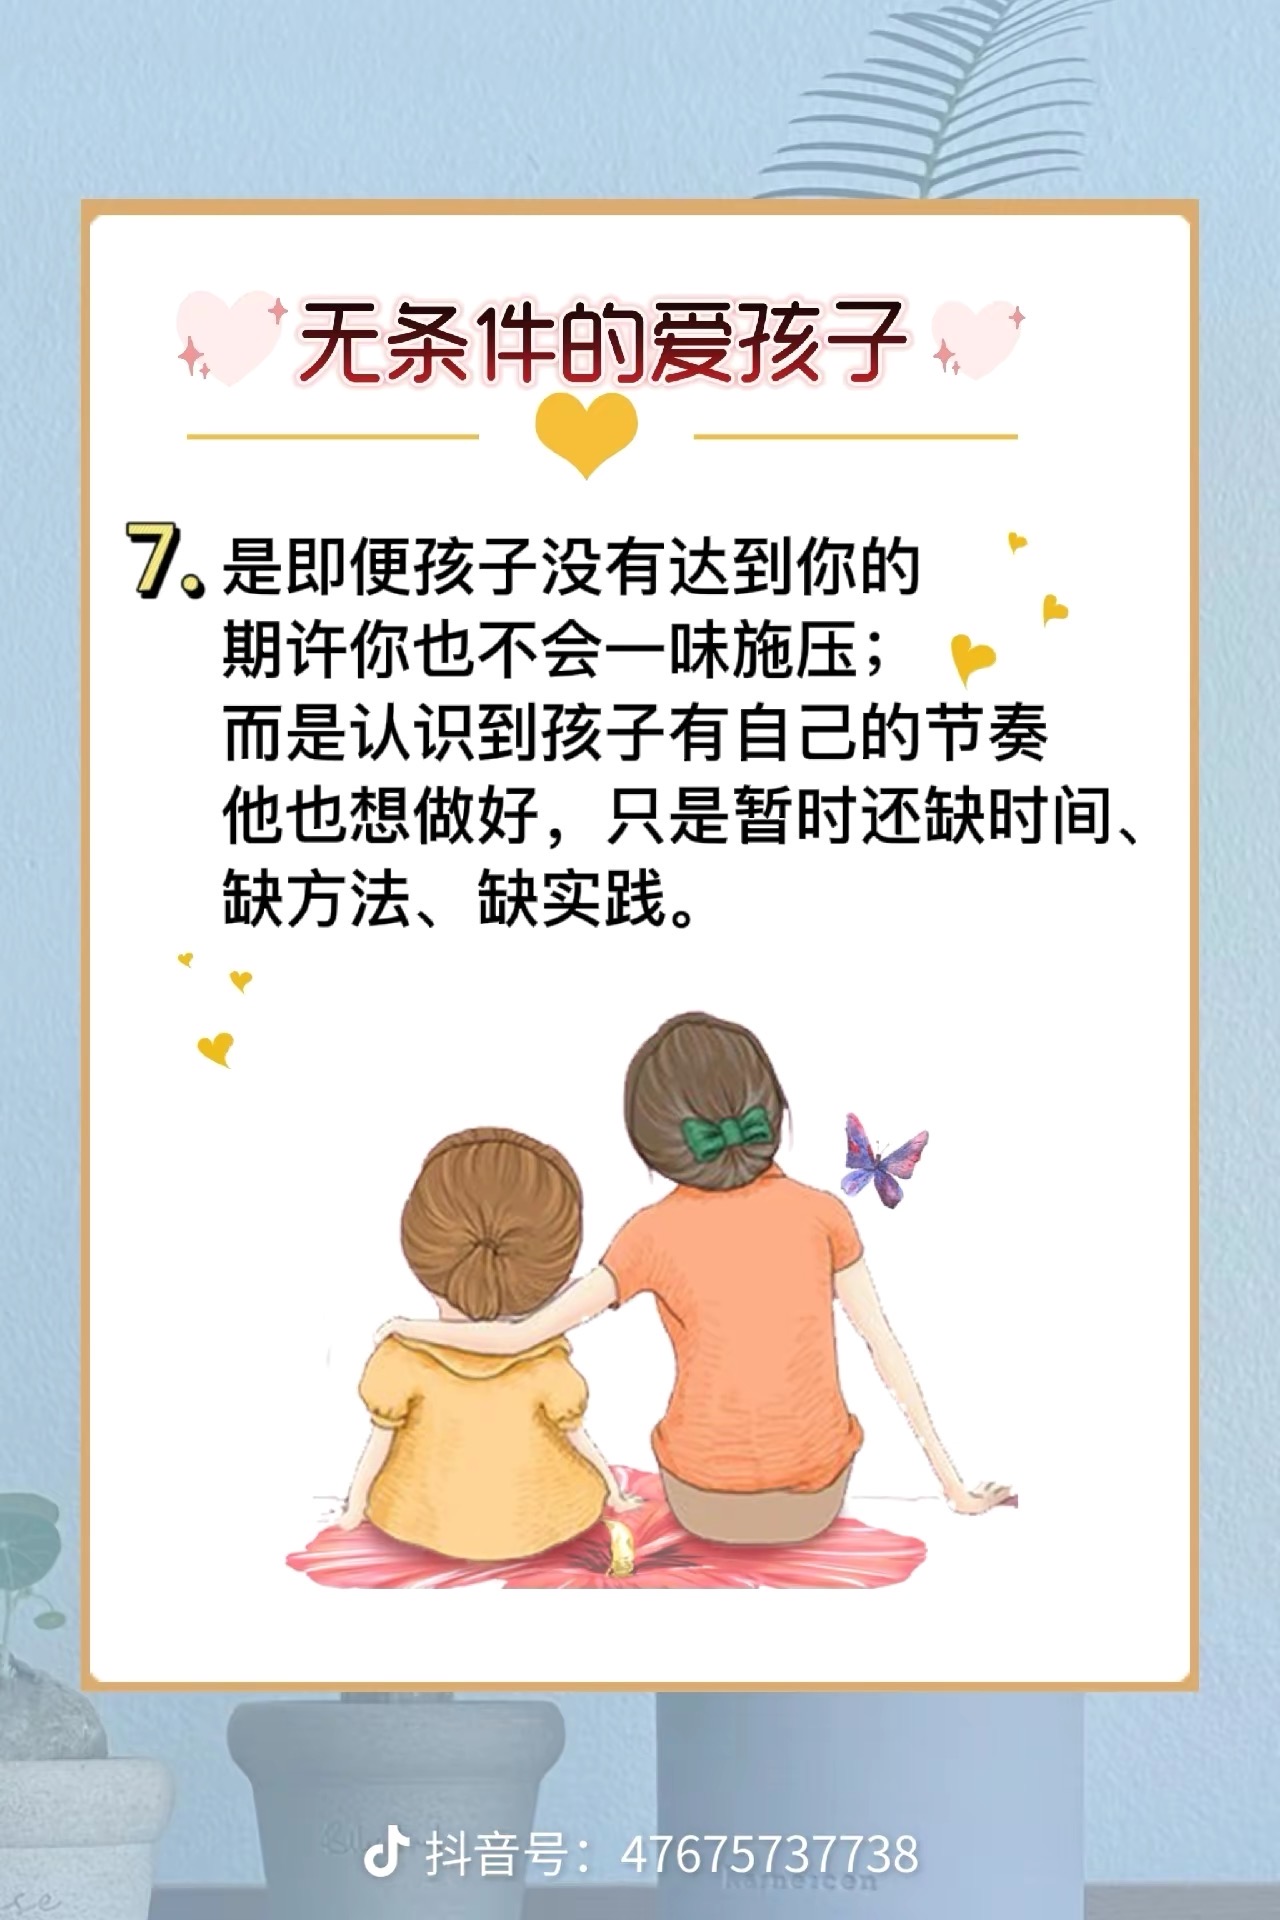 无条件的爱孩子
7.是即便孩子没有达到你的
期许你也不会一味施压；
而是认识到孩子有自己的节奏
他也想做好，只是暂时还缺时间、
缺方法、缺实践。
抖音号：47675737738